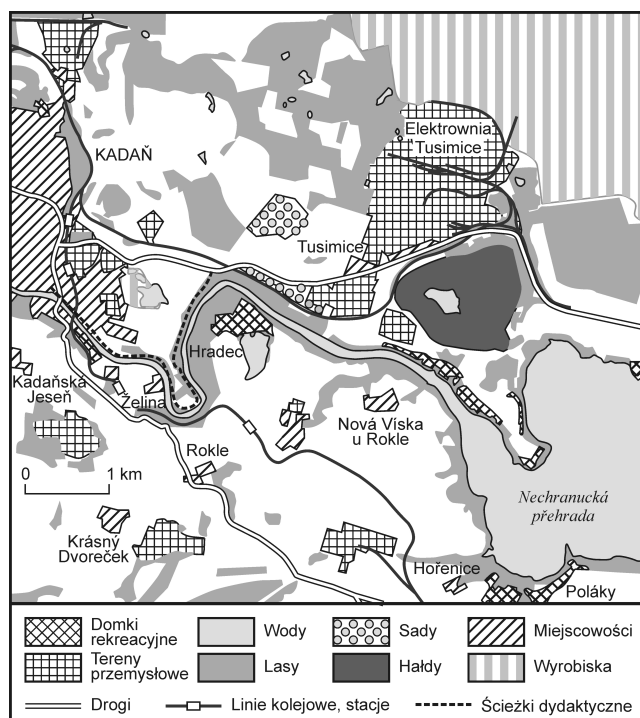 KADAŇ
Elektrownia
Tusimice
Tusimice
Hradec
Kadaňská
Jeseň
Želina
Nová Víska
u Rokle
Rokle
0 1 km
Nechranucká
přehrada
Krásný
Dvoreček
Hořenice
Poláky
Domki
rekreacyjne
Wody
Sady
Miejscowości
Tereny
przemysłowe
Lasy
Hałdy
Wyrobiska
Drogi
Linie kolejowe, stacje
Ścieżki dydaktyczne